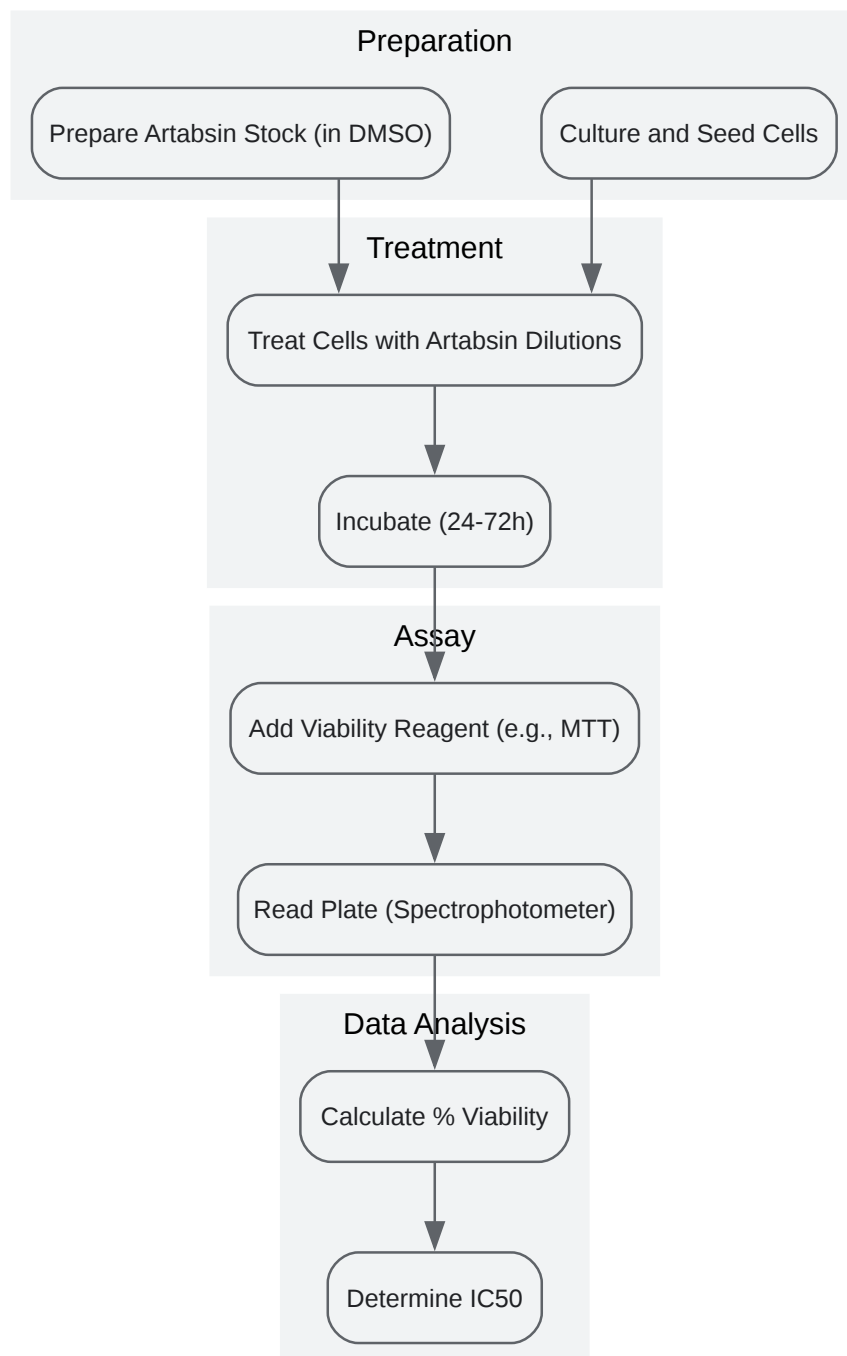 Preparation
Prepare Artabsin Stock (in DMSO)
Culture and Seed Cells
Treatment
Treat Cells with Artabsin Dilutions
Incubate (24-72h)
Assay
Add Viability Reagent (e.g., MTT)
Read Plate (Spectrophotometer)
Data Analysis
Calculate % Viability
Determine IC50